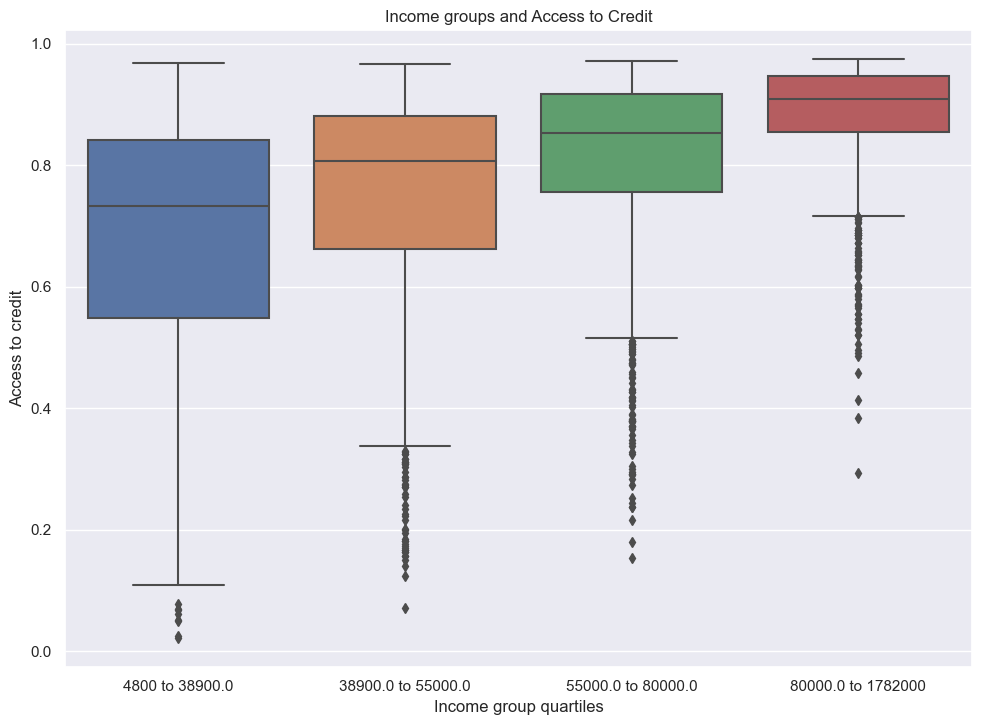 Income groups and Access to Credit
1.0
0.8
0.6
0.4
0.2
0.0
Access to credit
4800 to 38900.0
38900.0 to 55000.0
55000.0 to 80000.0
80000.0 to 1782000
Income group quartiles